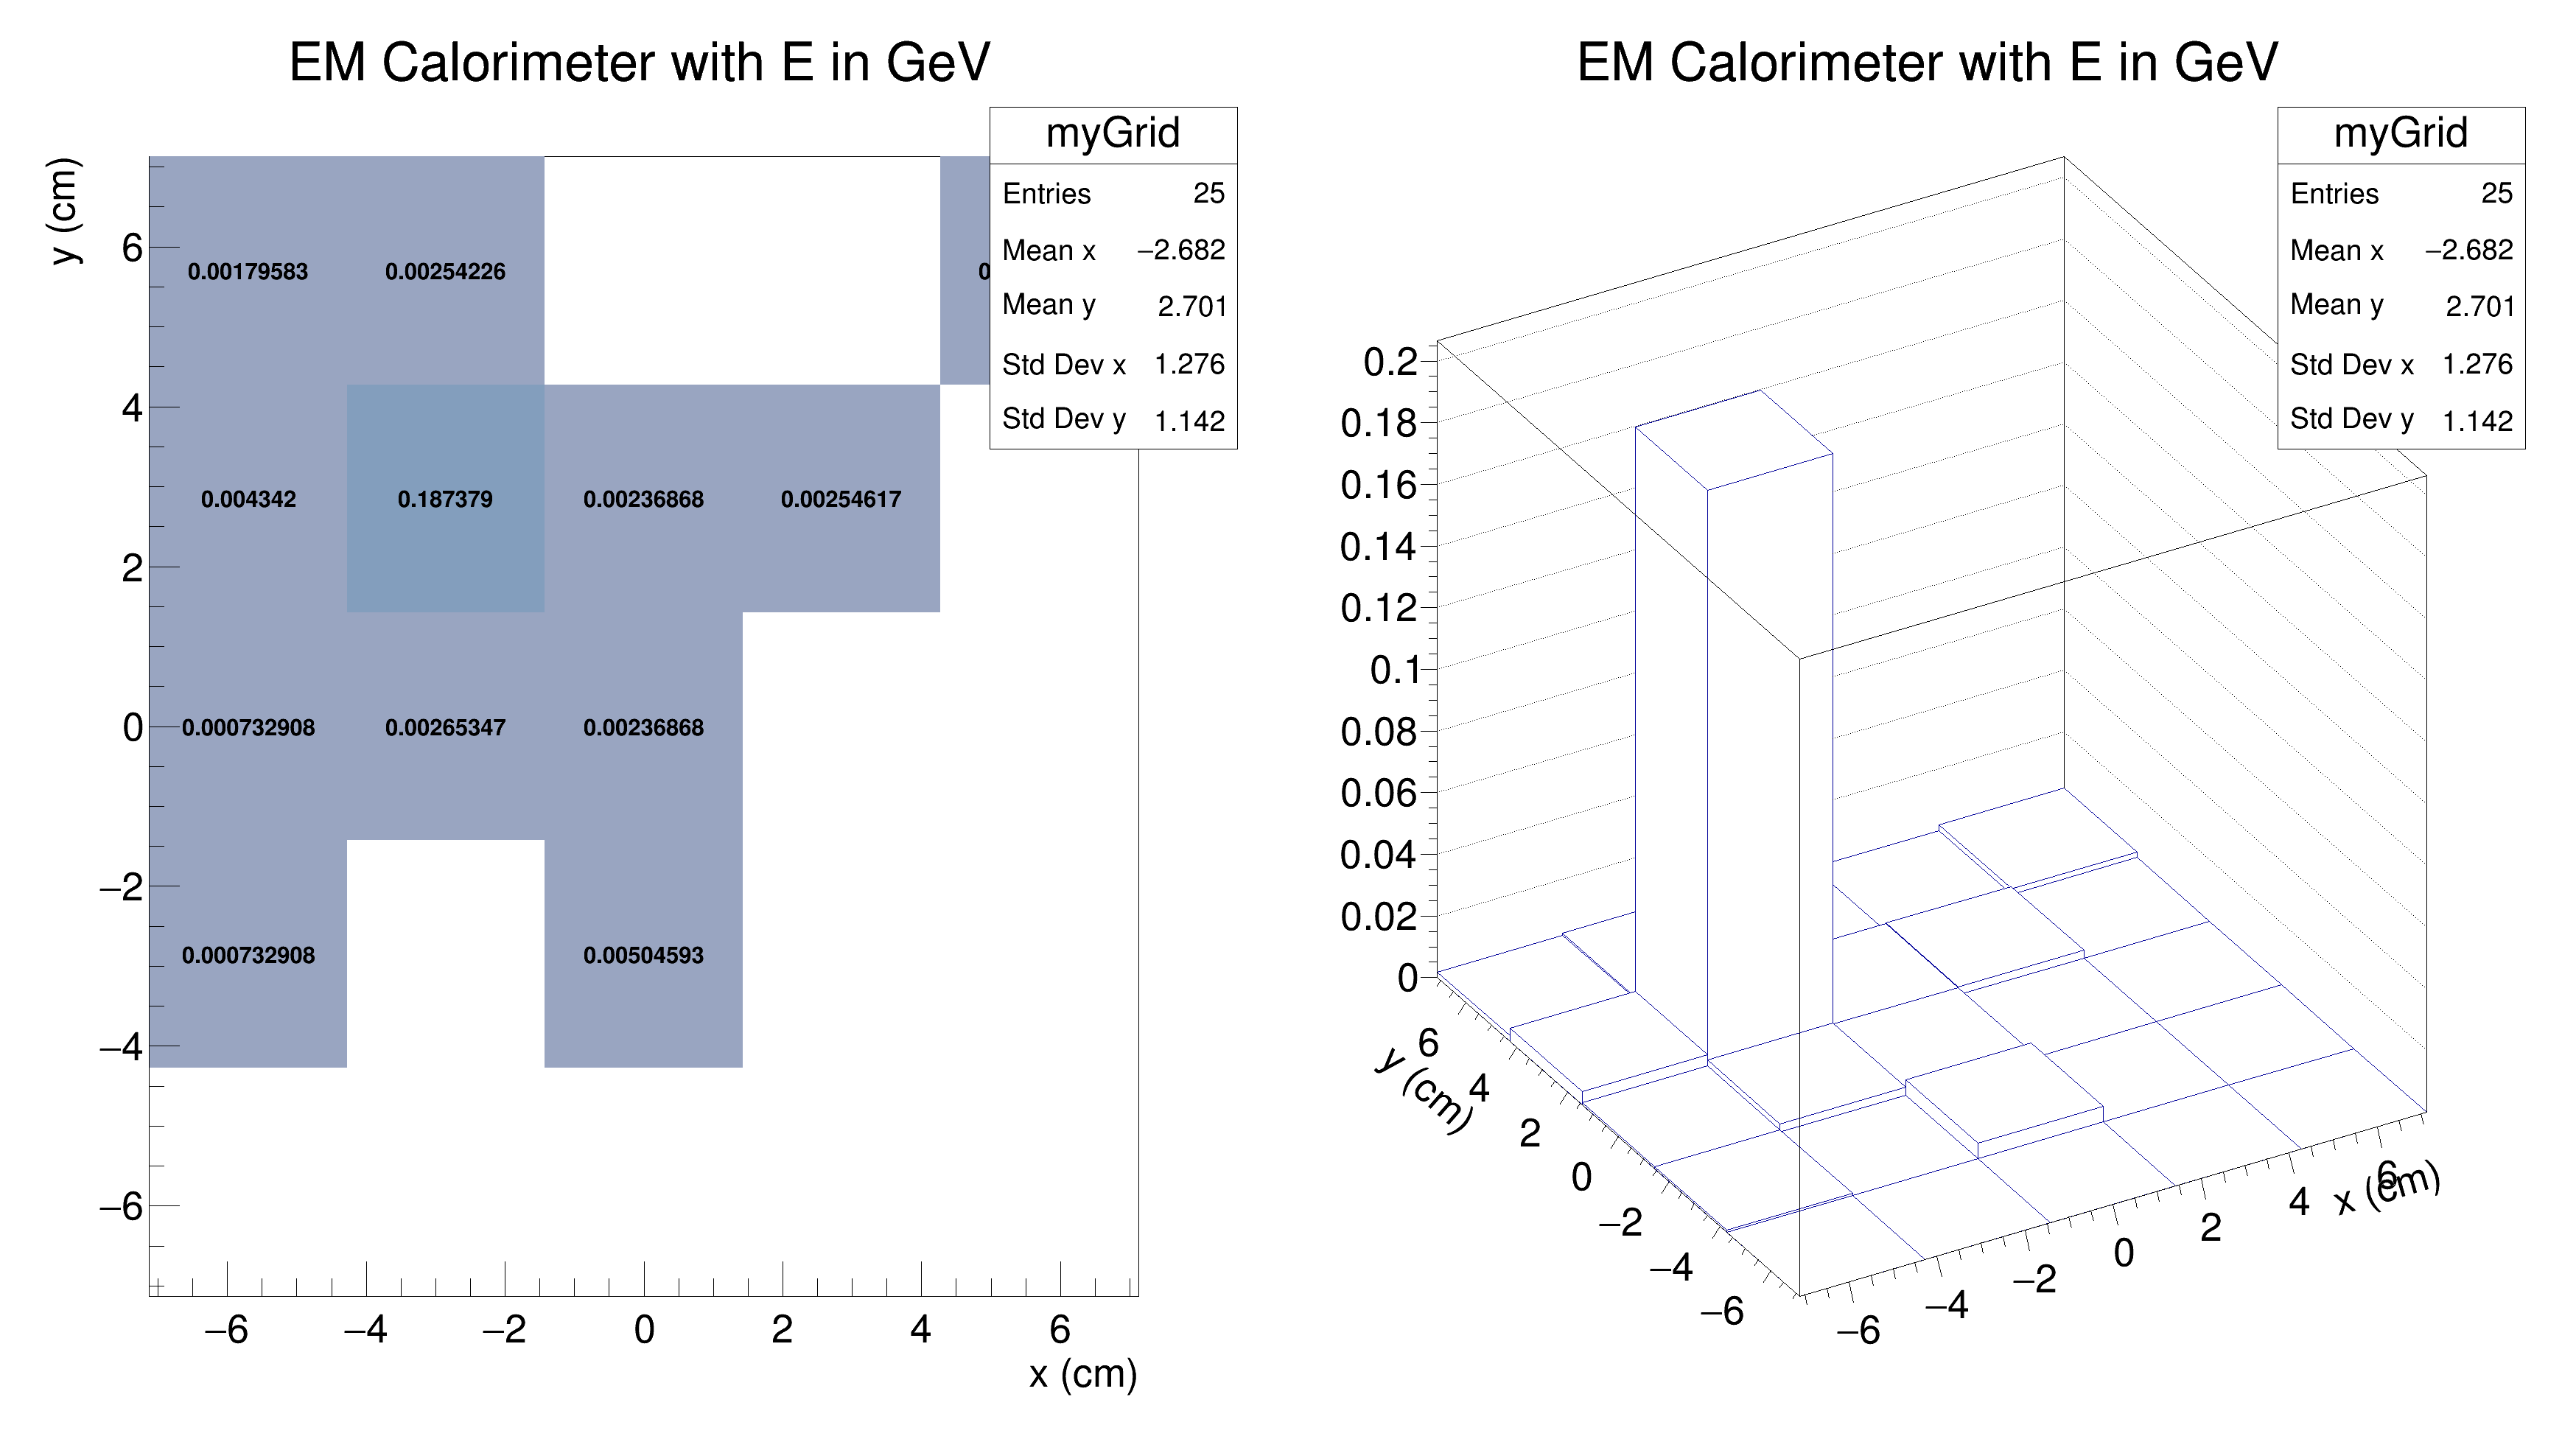 EM Calorimeter with E in GeV
myGrid
Entries 25
Mean x −2.682
Mean y 2.701
Std Dev x 1.276
Std Dev y 1.142
y (cm)
6
4
2
0
−2
−4
−6
0.00179583 0.00254226 0
0.004342 0.187379 0.00236868 0.00254617
0.000732908 0.00265347 0.00236868
0.000732908 0.00504593
−6 −4 −2 0 2 4 6
x (cm)
EM Calorimeter with E in GeV
myGrid
Entries 25
Mean x −2.682
Mean y 2.701
Std Dev x 1.276
Std Dev y 1.142
0.2
0.18
0.16
0.14
0.12
0.1
0.08
0.06
0.04
0.02
0
6
4
2
0
−2
−4
−6
y (cm)
−6 −4 −2 0 2 4 6
x (cm)